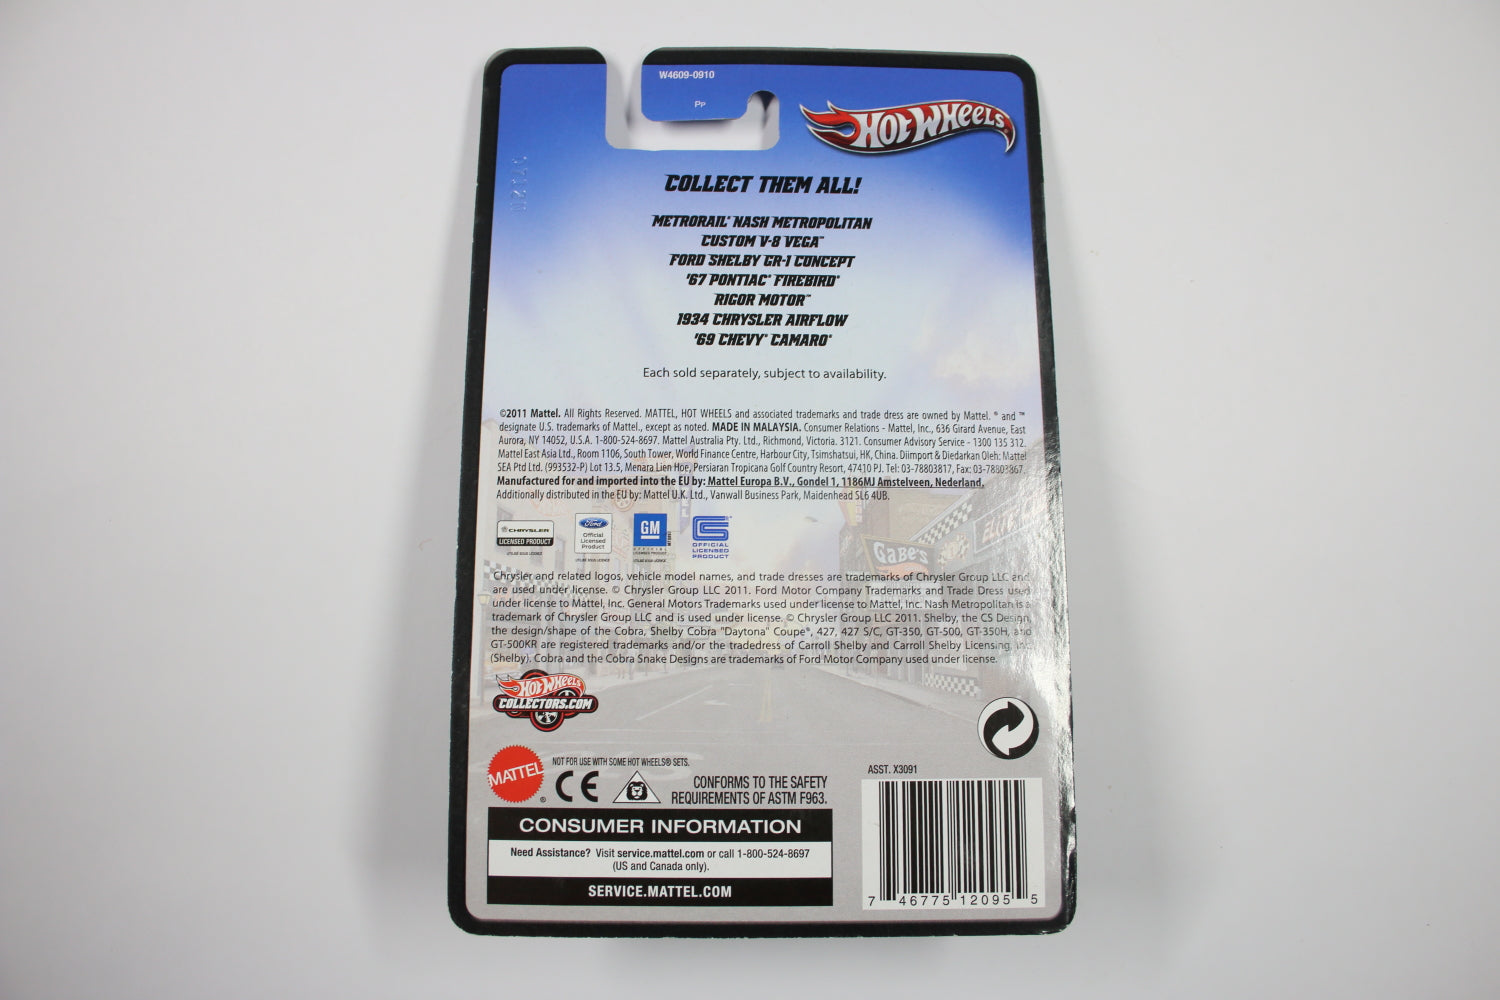 W4609-0910
PP
HOT WHEELS
COLLECT THEM ALL!
METRORAIL® NASH METROPOLITAN
CUSTOM V-8 VEGA™
FORD SHELBY GR-1 CONCEPT
'67 PONTIAC® FIREBIRD®
RIGOR MOTOR™
1934 CHRYSLER AIRFLOW
'69 CHEVY® CAMARO®
Each sold separately, subject to availability.
©2011 Mattel. All Rights Reserved. MATTEL, HOT WHEELS and associated trademarks and trade dress are owned by Mattel. ® and ™
designate U.S. trademarks of Mattel., except as noted. MADE IN MALAYSIA. Consumer Relations - Mattel, Inc., 636 Girard Avenue, East
Aurora, NY 14052, U.S.A. 1-800-524-8697. Mattel Australia Pty. Ltd., Richmond, Victoria. 3121. Consumer Advisory Service - 1300 135 312.
Mattel East Asia Ltd., Room 1106, South Tower, World Finance Centre, Harbour City, Tsimshatsui, HK, China. Diimport & Diedarkan Oleh: Mattel
SEA Ptd Ltd. (993532-P) Lot 13.5, Menara Lien Hoe, Persiaran Tropicana Golf Country Resort, 47410 PJ. Tel: 03-78803817, Fax: 03-78803867.
Manufactured for and imported into the EU by: Mattel Europa B.V., Gondel 1, 1186MJ Amstelveen, Nederland.
Additionally distributed in the EU by: Mattel U.K. Ltd., Vanwall Business Park, Maidenhead SL6 4UB.
CHRYSLER
LICENSED PRODUCT
Ford
Official
Licensed
Product
GM
OFFICIAL
LICENSED PRODUCT
OFFICIAL
LICENSED
PRODUCT
GABE'S
Chrysler and related logos, vehicle model names, and trade dresses are trademarks of Chrysler Group LLC and
are used under license. © Chrysler Group LLC 2011. Ford Motor Company Trademarks and Trade Dress used
under license to Mattel, Inc. General Motors Trademarks used under license to Mattel, Inc. Nash Metropolitan is a
trademark of Chrysler Group LLC and is used under license. © Chrysler Group LLC 2011. Shelby, the CS Design,
the design/shape of the Cobra, Shelby Cobra "Daytona" Coupe®, 427, 427 S/C, GT-350, GT-500, GT-350H, and
GT-500KR are registered trademarks and/or the tradedress of Carroll Shelby and Carroll Shelby Licensing, Inc.
(Shelby). Cobra and the Cobra Snake Designs are trademarks of Ford Motor Company used under license.
HOT WHEELS
COLLECTORS.COM
MATTEL®
NOT FOR USE WITH SOME HOT WHEELS® SETS.
CE
CONFORMS TO THE SAFETY
REQUIREMENTS OF ASTM F963.
CONSUMER INFORMATION
Need Assistance? Visit service.mattel.com or call 1-800-524-8697
(US and Canada only).
SERVICE.MATTEL.COM
ASST. X3091
7 46775 12095 5